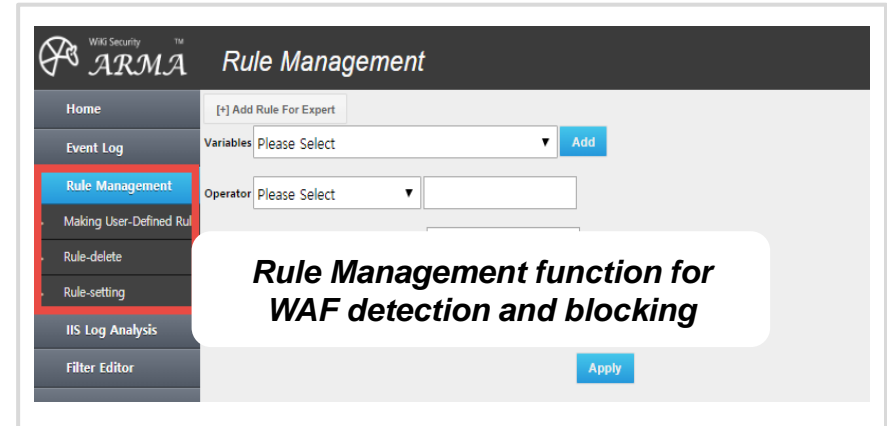 WiKi Security TM
ARMA
Rule Management
Home
[+] Add Rule For Expert
Variables Please Select ▼ Add
Event Log
Rule Management
Operator Please Select ▼
Making User-Defined Rul
Rule-delete
Rule-setting
Rule Management function for
WAF detection and blocking
IIS Log Analysis
Filter Editor
Apply